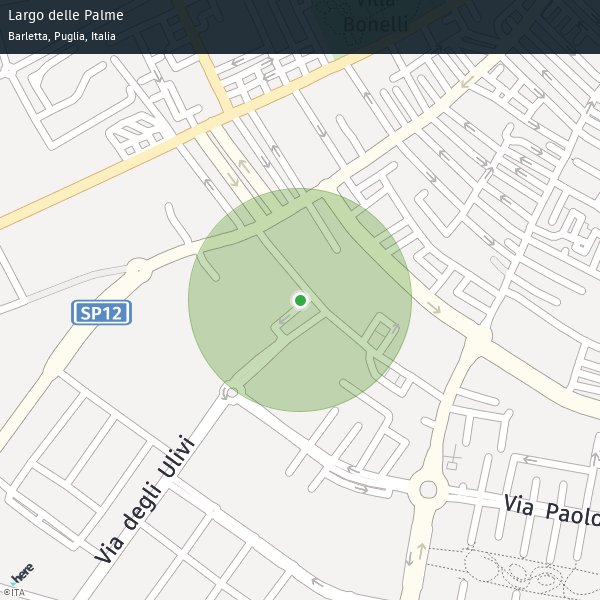 Largo delle Palme
Barletta, Puglia, Italia
Villa
Bonelli
SP12
Via degli Ulivi
Via Paolo
here
©ITA